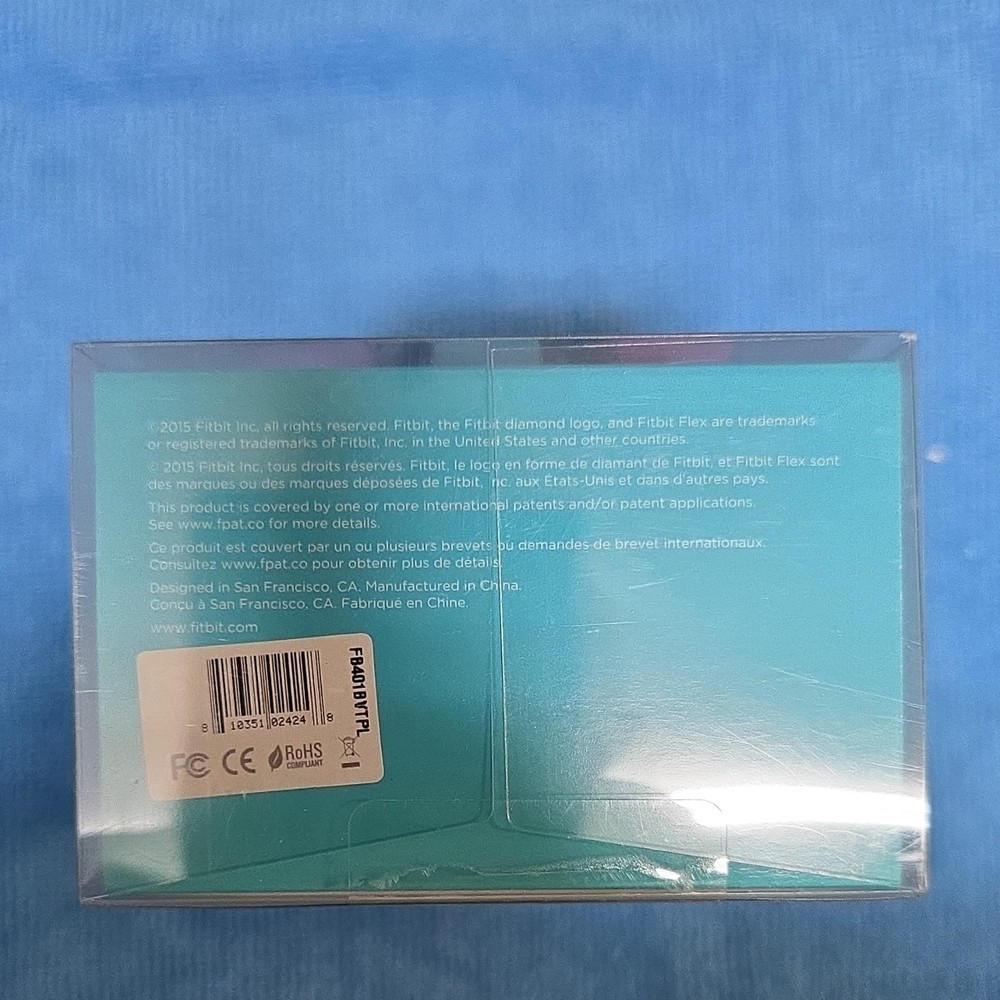 ©2015 Fitbit Inc, all rights reserved. Fitbit, the Fitbit diamond logo, and Fitbit Flex are trademarks
or registered trademarks of Fitbit, Inc. in the United States and other countries.
© 2015 Fitbit Inc, tous droits réservés. Fitbit, le logo en forme de diamant de Fitbit, et Fitbit Flex sont
des marques ou des marques déposées de Fitbit, Inc. aux États-Unis et dans d'autres pays.
This product is covered by one or more international patents and/or patent applications.
See www.fpat.co for more details.
Ce produit est couvert par un ou plusieurs brevets ou demandes de brevet internationaux.
Consultez www.fpat.co pour obtenir plus de détails.
Designed in San Francisco, CA. Manufactured in China.
Conçu à San Francisco, CA. Fabriqué en Chine.
www.fitbit.com
FB401BVTPL
8 10351 02424 8
FC CE RoHS
COMPLIANT